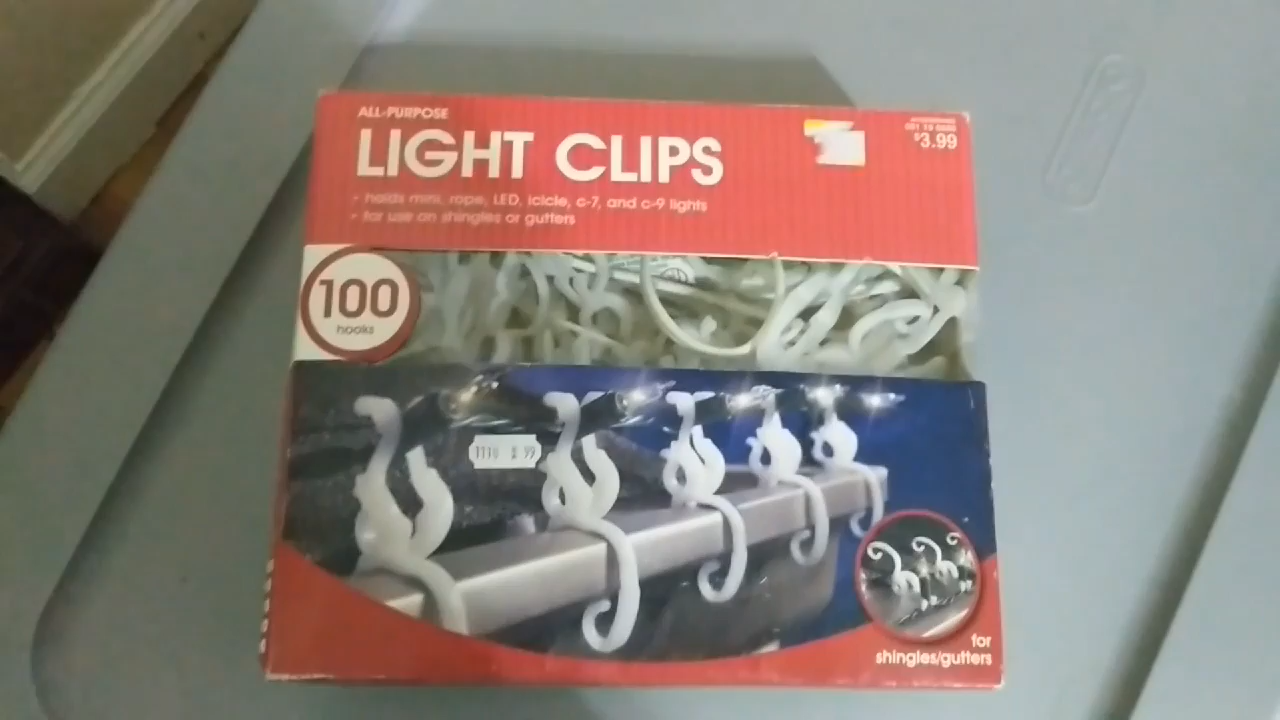 ALL-PURPOSE
LIGHT CLIPS
• holds mini, rope, LED, icicle, c-7, and c-9 lights
• for use on shingles or gutters
$3.99
100
hooks
1110
99
for
shingles/gutters